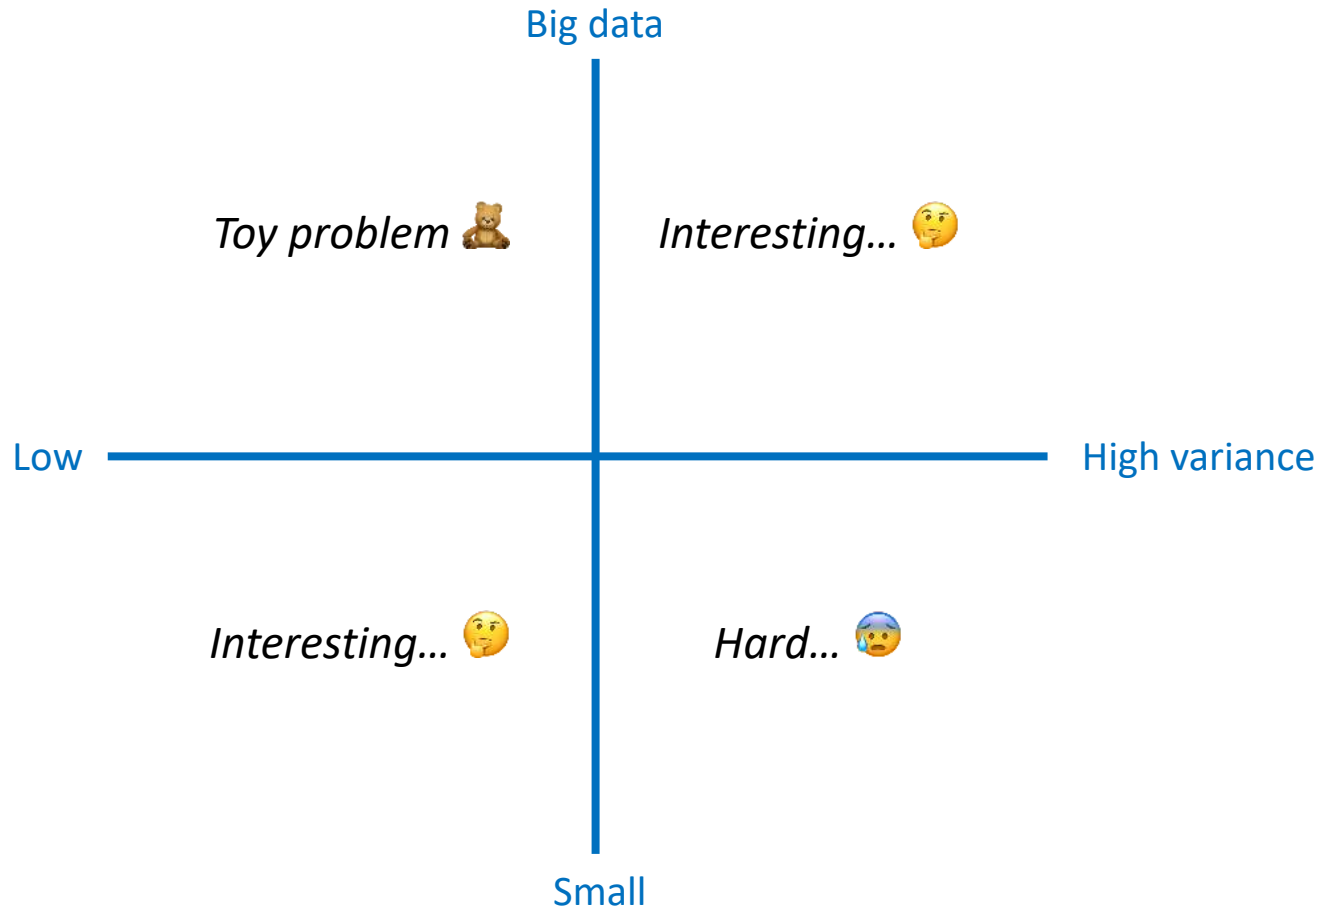 Big data
Toy problem 🧸
Interesting... 🤔
Low
High variance
Interesting... 🤔
Hard... 😰
Small